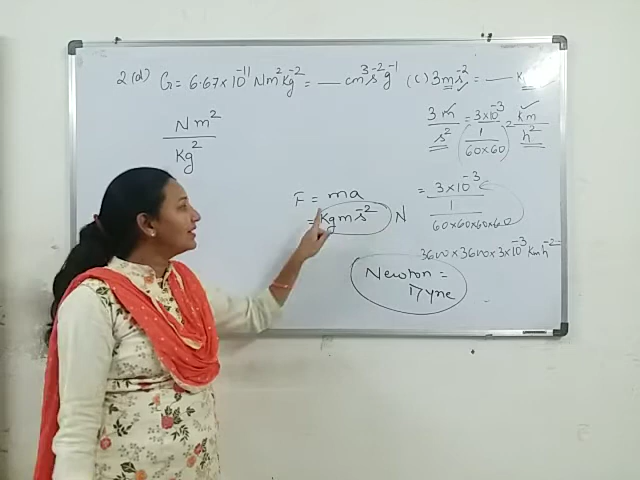 2(d) G = 6.67×10⁻¹¹ Nm²Kg⁻² = — cm³s⁻²g⁻¹ (c) 3ms⁻² = — K
Nm²
Kg²
3 m = 3×10⁻³ Km
s² (1/60×60)² h²
= 3×10⁻³
1
60×60×60×60
3600×3600×3×10⁻³ Kmh⁻²
F = ma
= Kgms⁻² N
Newton =
Dyne